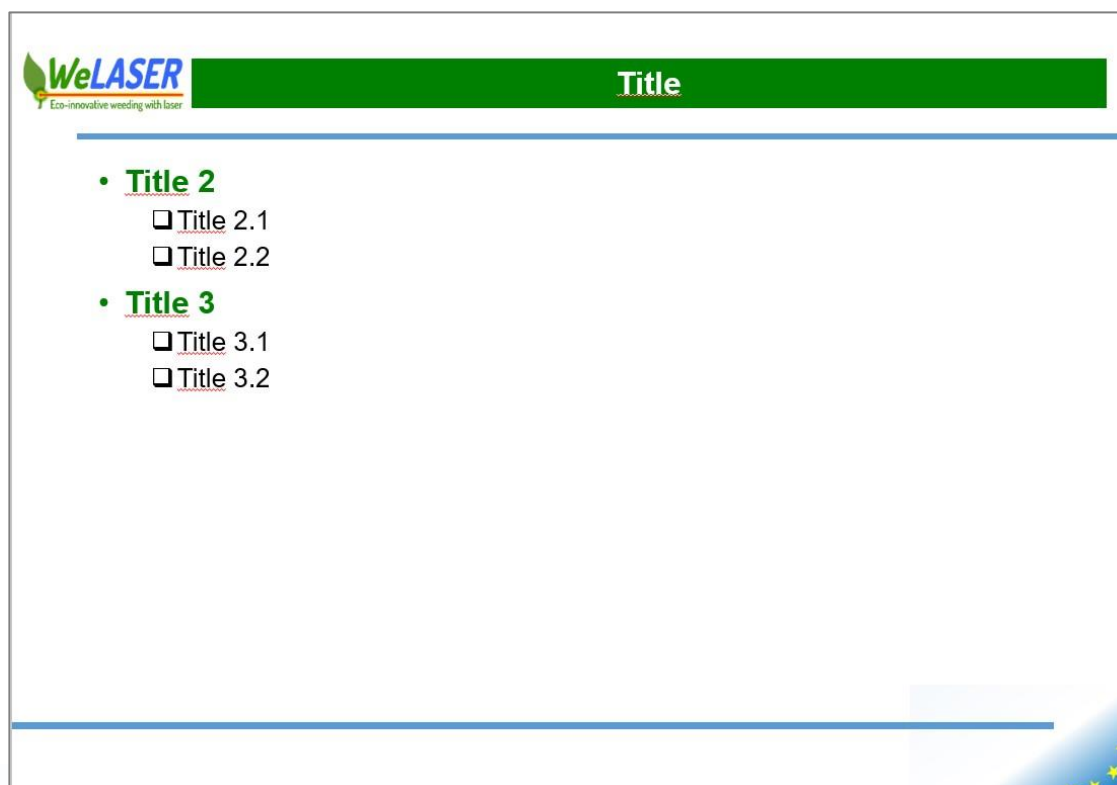 WeLASER
Eco-innovative weeding with laser
Title
• Title 2
❑ Title 2.1
❑ Title 2.2
• Title 3
❑ Title 3.1
❑ Title 3.2